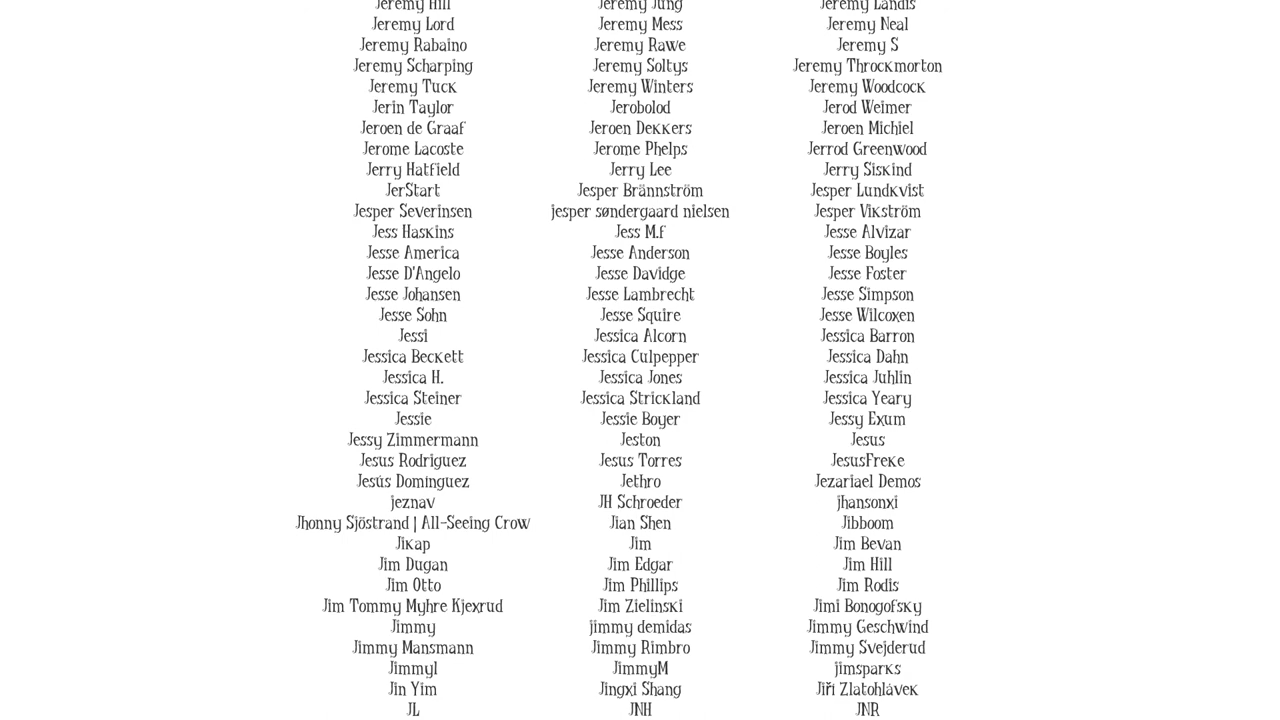 Jeremy Hill Jeremy Jung Jeremy Landis
Jeremy Lord Jeremy Mess Jeremy Neal
Jeremy Rabaino Jeremy Rawe Jeremy S
Jeremy Scharping Jeremy Soltys Jeremy Throckmorton
Jeremy Tuck Jeremy Winters Jeremy Woodcock
Jerin Taylor Jerobolod Jerod Weimer
Jeroen de Graaf Jeroen Dekkers Jeroen Michiel
Jerome Lacoste Jerome Phelps Jerrod Greenwood
Jerry Hatfield Jerry Lee Jerry Siskind
JerStart Jesper Brännström Jesper Lundkvist
Jesper Severinsen jesper søndergaard nielsen Jesper Vikström
Jess Haskins Jess M.f Jesse Alvizar
Jesse America Jesse Anderson Jesse Boyles
Jesse D'Angelo Jesse Davidge Jesse Foster
Jesse Johansen Jesse Lambrecht Jesse Simpson
Jesse Sohn Jesse Squire Jesse Wilcoxen
Jessi Jessica Alcorn Jessica Barron
Jessica Beckett Jessica Culpepper Jessica Dahn
Jessica H. Jessica Jones Jessica Juhlin
Jessica Steiner Jessica Strickland Jessica Yeary
Jessie Jessie Boyer Jessy Exum
Jessy Zimmermann Jeston Jesus
Jesus Rodriguez Jesus Torres JesusFreke
Jesús Domínguez Jethro Jezariael Demos
jeznav JH Schroeder jhansonxi
Jhonny Sjöstrand | All-Seeing Crow Jian Shen Jibboom
Jikap Jim Jim Bevan
Jim Dugan Jim Edgar Jim Hill
Jim Otto Jim Phillips Jim Rodis
Jim Tommy Myhre Kjexrud Jim Zielinski Jimi Bonogofsky
Jimmy jimmy demidas Jimmy Geschwind
Jimmy Mansmann Jimmy Rimbro Jimmy Svejderud
Jimmyl JimmyM jimsparks
Jin Yim Jingxi Shang Jiří Zlatohlávek
JL JNH JNR